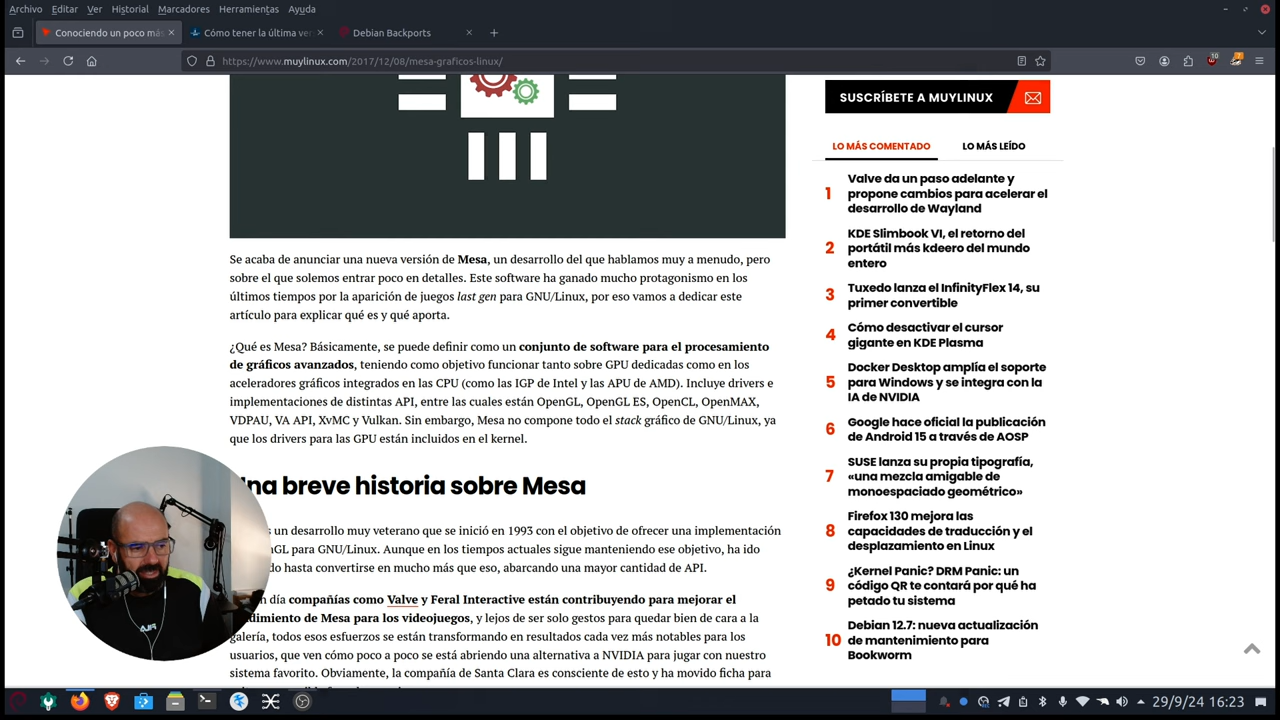 Archivo Editar Ver Historial Marcadores Herramientas Ayuda
Conociendo un poco más
Cómo tener la última ver
Debian Backports
https://www.muylinux.com/2017/12/08/mesa-graficos-linux/
10
7
Se acaba de anunciar una nueva versión de Mesa, un desarrollo del que hablamos muy a menudo, pero
sobre el que solemos entrar poco en detalles. Este software ha ganado mucho protagonismo en los
últimos tiempos por la aparición de juegos last gen para GNU/Linux, por eso vamos a dedicar este
artículo para explicar qué es y qué aporta.
¿Qué es Mesa? Básicamente, se puede definir como un conjunto de software para el procesamiento
de gráficos avanzados, teniendo como objetivo funcionar tanto sobre GPU dedicadas como en los
aceleradores gráficos integrados en las CPU (como las IGP de Intel y las APU de AMD). Incluye drivers e
implementaciones de distintas API, entre las cuales están OpenGL, OpenGL ES, OpenCL, OpenMAX,
VDPAU, VA API, XvMC y Vulkan. Sin embargo, Mesa no compone todo el stack gráfico de GNU/Linux, ya
que los drivers para las GPU están incluidos en el kernel.
na breve historia sobre Mesa
s un desarrollo muy veterano que se inició en 1993 con el objetivo de ofrecer una implementación
GL para GNU/Linux. Aunque en los tiempos actuales sigue manteniendo ese objetivo, ha ido
do hasta convertirse en mucho más que eso, abarcando una mayor cantidad de API.
n día compañías como Valve y Feral Interactive están contribuyendo para mejorar el
dimiento de Mesa para los videojuegos, y lejos de ser solo gestos para quedar bien de cara a la
galería, todos esos esfuerzos se están transformando en resultados cada vez más notables para los
usuarios, que ven cómo poco a poco se está abriendo una alternativa a NVIDIA para jugar con nuestro
sistema favorito. Obviamente, la compañía de Santa Clara es consciente de esto y ha movido ficha para
SUSCRÍBETE A MUYLINUX
LO MÁS COMENTADO LO MÁS LEÍDO
1 Valve da un paso adelante y
propone cambios para acelerar el
desarrollo de Wayland
2 KDE Slimbook VI, el retorno del
portátil más kdeero del mundo
entero
3 Tuxedo lanza el InfinityFlex 14, su
primer convertible
4 Cómo desactivar el cursor
gigante en KDE Plasma
5 Docker Desktop amplía el soporte
para Windows y se integra con la
IA de NVIDIA
6 Google hace oficial la publicación
de Android 15 a través de AOSP
7 SUSE lanza su propia tipografía,
«una mezcla amigable de
monoespaciado geométrico»
8 Firefox 130 mejora las
capacidades de traducción y el
desplazamiento en Linux
9 ¿Kernel Panic? DRM Panic: un
código QR te contará por qué ha
petado tu sistema
10 Debian 12.7: nueva actualización
de mantenimiento para
Bookworm
29/9/24 16:23